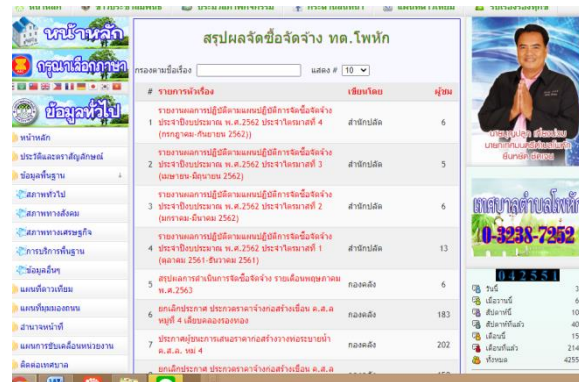 หน้าหลัก
กรุณาเลือกภาษา
ข้อมูลทั่วไป
หน้าหลัก
ประวัติและตราสัญลักษณ์
ข้อมูลพื้นฐาน
สภาพทั่วไป
สภาพทางสังคม
สภาพทางเศรษฐกิจ
การบริการพื้นฐาน
ข้อมูลอื่นๆ
แผนที่ดาวเทียม
แผนที่มุมมองถนน
อำนาจหน้าที่
แผนการขับเคลื่อนหน่วยงาน
ติดต่อเทศบาล
สรุปผลจัดซื้อจัดจ้าง ทต.โพหัก
กรองตามชื่อเรื่อง
แสดง # 10
# รายการหัวเรื่อง เขียนโดย ผู้ชม
รายงานผลการปฏิบัติตามแผนปฏิบัติการจัดซื้อจัดจ้าง
1 ประจำปีงบประมาณ พ.ศ.2562 ประจำไตรมาสที่ 4 สำนักปลัด 6
(กรกฎาคม-กันยายน 2562))
รายงานผลการปฏิบัติตามแผนปฏิบัติการจัดซื้อจัดจ้าง
2 ประจำปีงบประมาณ พ.ศ.2562 ประจำไตรมาสที่ 3 สำนักปลัด 5
(เมษายน-มิถุนายน 2562)
รายงานผลการปฏิบัติตามแผนปฏิบัติการจัดซื้อจัดจ้าง
3 ประจำปีงบประมาณ พ.ศ.2562 ประจำไตรมาสที่ 2 สำนักปลัด 6
(มกราคม-มีนาคม 2562)
รายงานผลการปฏิบัติตามแผนปฏิบัติการจัดซื้อจัดจ้าง
4 ประจำปีงบประมาณ พ.ศ.2562 ประจำไตรมาสที่ 1 สำนักปลัด 13
(ตุลาคม 2561-ธันวาคม 2561)
5 สรุปผลการดำเนินการจัดซื้อจัดจ้าง รายเดือนพฤษภาคม กองคลัง 6
พ.ศ.2563
6 ยกเลิกประกาศ ประกวดราคาจ้างก่อสร้างเขื่อน ค.ส.ล กองคลัง 183
หมู่ที่ 4 เลียบคลองรองทอง
7 ประกาศผู้ชนะการเสนอราคาก่อสร้างวางท่อระบายน้ำ กองคลัง 202
ค.ส.ล. หมู่ 4
ยกเลิกประกาศ ประกวดราคาจ้างก่อสร้างเขื่อน ค.ส.ล
ยินดีต้อนรับ
เทศบาลตำบลโพหัก
0-3238-7252
042551
วันนี้ 3
เมื่อวานนี้ 6
สัปดาห์นี้ 10
สัปดาห์ที่แล้ว 40
เดือนนี้ 15
เดือนที่แล้ว 214
ทั้งหมด 4255